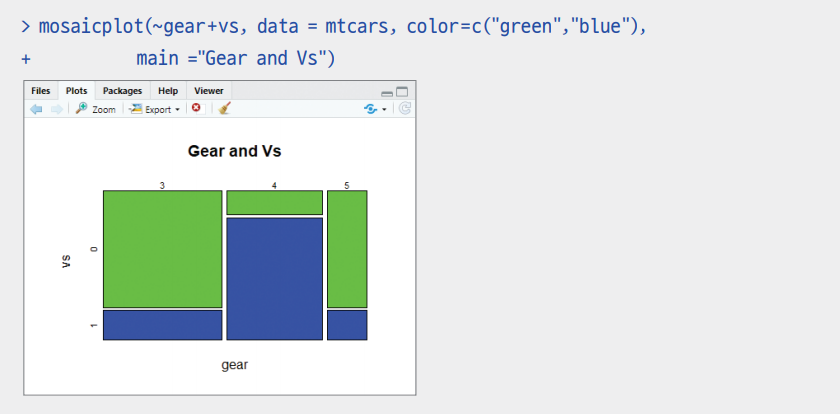 > mosaicplot(~gear+vs, data = mtcars, color=c("green","blue"),
+ main ="Gear and Vs")
Files Plots Packages Help Viewer
Zoom Export
Gear and Vs
3 4 5
0
vs
1
gear